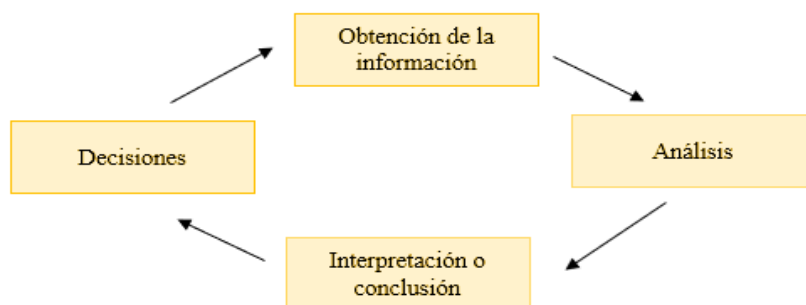 Obtención de la
información
Decisiones
Análisis
Interpretación o
conclusión